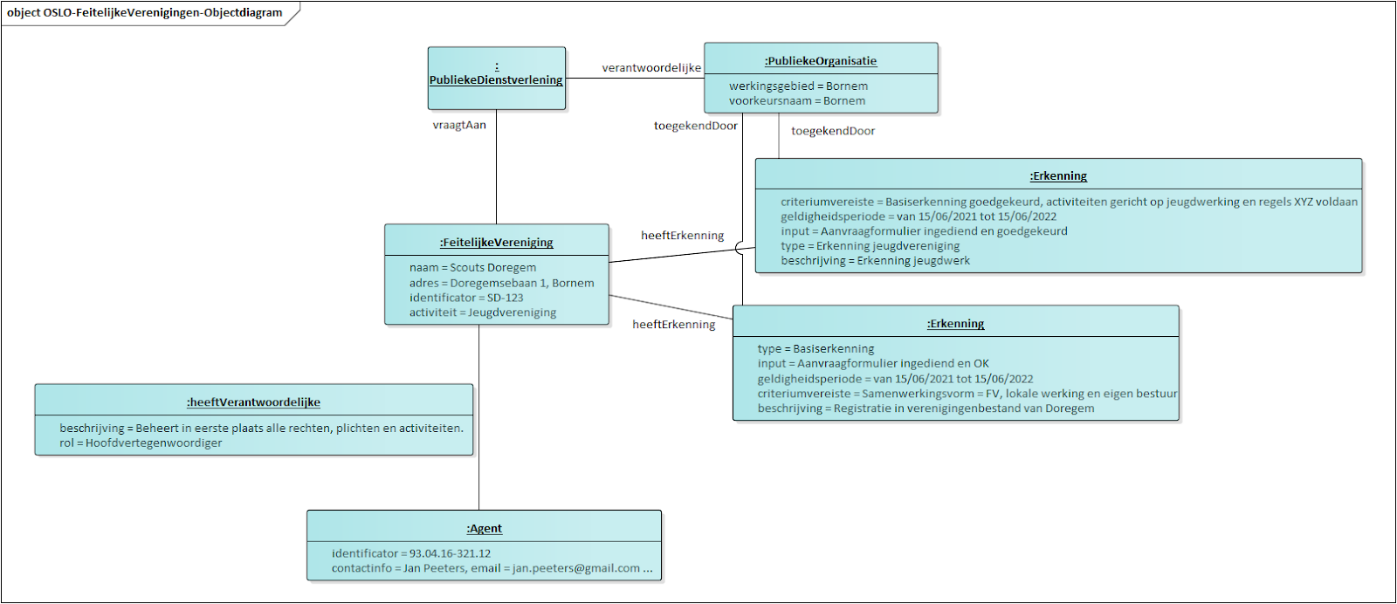 object OSLO-FeitelijkeVerenigingen-Objectdiagram
:
PubliekeDienstverlening
verantwoordelijke
:PubliekeOrganisatie
werkingsgebied = Bornem
voorkeursnaam = Bornem
vraagtAan
toegekendDoor
toegekendDoor
:Erkenning
criteriumvereiste = Basiserkenning goedgekeurd, activiteiten gericht op jeugdwerking en regels XYZ voldaan
geldigheidsperiode = van 15/06/2021 tot 15/06/2022
input = Aanvraagformulier ingediend en goedgekeurd
type = Erkenning jeugdvereniging
beschrijving = Erkenning jeugdwerk
:FeitelijkeVereniging
naam = Scouts Doregem
adres = Doregemsebaan 1, Bornem
identificator = SD-123
activiteit = Jeugdvereniging
heeftErkenning
heeftErkenning
:Erkenning
type = Basiserkenning
input = Aanvraagformulier ingediend en OK
geldigheidsperiode = van 15/06/2021 tot 15/06/2022
criteriumvereiste = Samenwerkingsvorm = FV, lokale werking en eigen bestuur
beschrijving = Registratie in verenigingenbestand van Doregem
:heeftVerantwoordelijke
beschrijving = Beheert in eerste plaats alle rechten, plichten en activiteiten.
rol = Hoofdvertegenwoordiger
:Agent
identificator = 93.04.16-321.12
contactinfo = Jan Peeters, email = jan.peeters@gmail.com ...